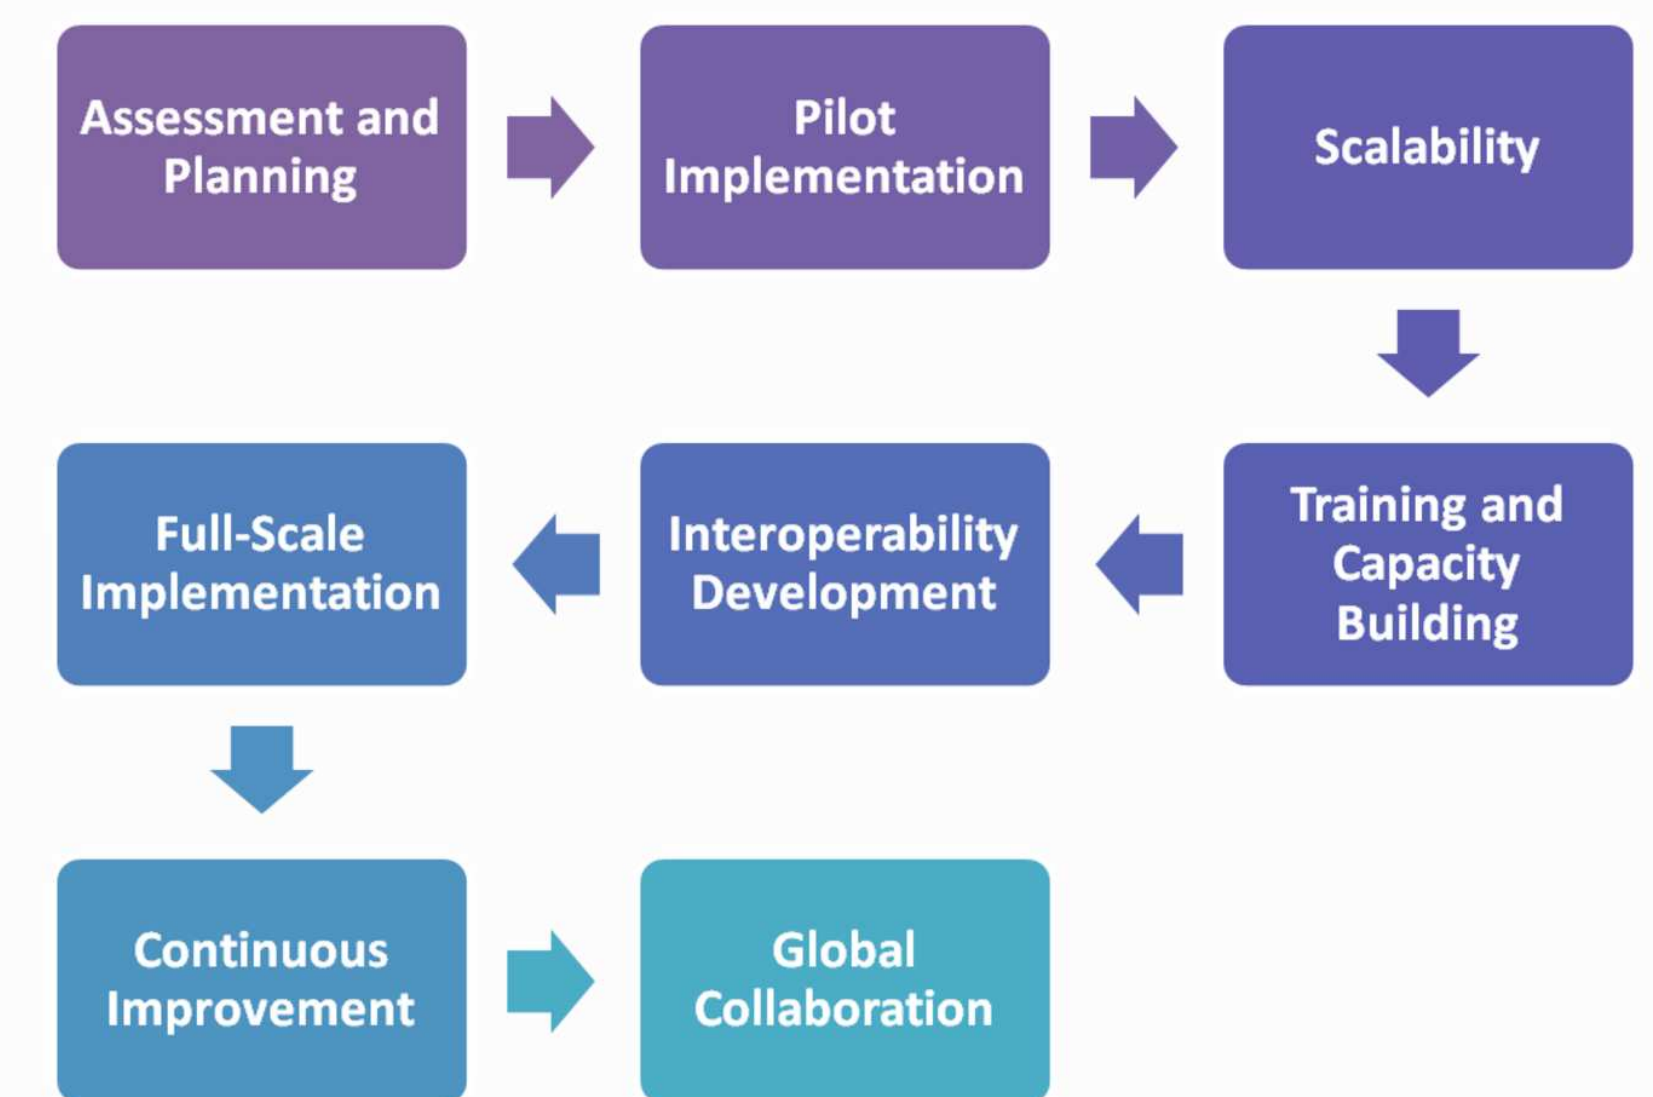 Assessment and
Planning
Pilot
Implementation
Scalability
Training and
Capacity
Building
Interoperability
Development
Full-Scale
Implementation
Continuous
Improvement
Global
Collaboration